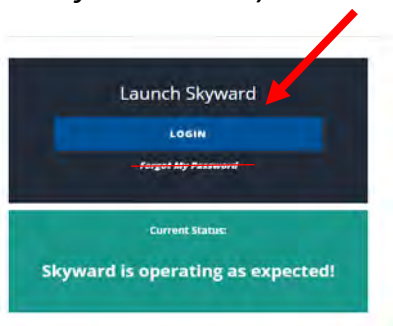 Launch Skyward
LOGIN
Forgot My Password
Current Status:
Skyward is operating as expected!